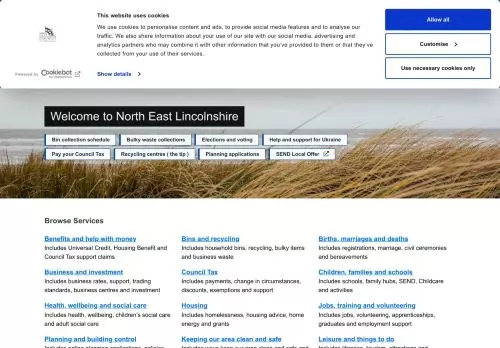 This website uses cookies
Allow all
We use cookies to personalise content and ads, to provide social media features and to analyse our
traffic. We also share information about your use of our site with our social media, advertising and
analytics partners who may combine it with other information that you've provided to them or that they've
collected from your use of their services.
Customise
Powered by Cookiebot
Show details
Use necessary cookies only
Welcome to North East Lincolnshire
Bin collection schedule
Bulky waste collections
Elections and voting
Help and support for Ukraine
Pay your Council Tax
Recycling centres ( the tip )
Planning applications
SEND Local Offer
Browse Services
Benefits and help with money
Includes Universal Credit, Housing Benefit and
Council Tax support claims
Bins and recycling
Includes household bins, recycling, bulky items
and business waste
Births, marriages and deaths
Includes registrations, marriage, civil ceremonies
and bereavements
Business and investment
Includes business rates, support, trading
standards, business centres and investment
Council Tax
Includes payments, change in circumstances,
discounts, exemptions and support
Children, families and schools
Includes schools, family hubs, SEND, Childcare
and activities
Health, wellbeing and social care
Includes health, wellbeing, children's social care
and adult social care
Housing
Includes homelessness, housing advice, home
energy and grants
Jobs, training and volunteering
Includes jobs, volunteering, apprenticeships,
graduates and employment support
Planning and building control
Keeping our area clean and safe
Leisure and things to do